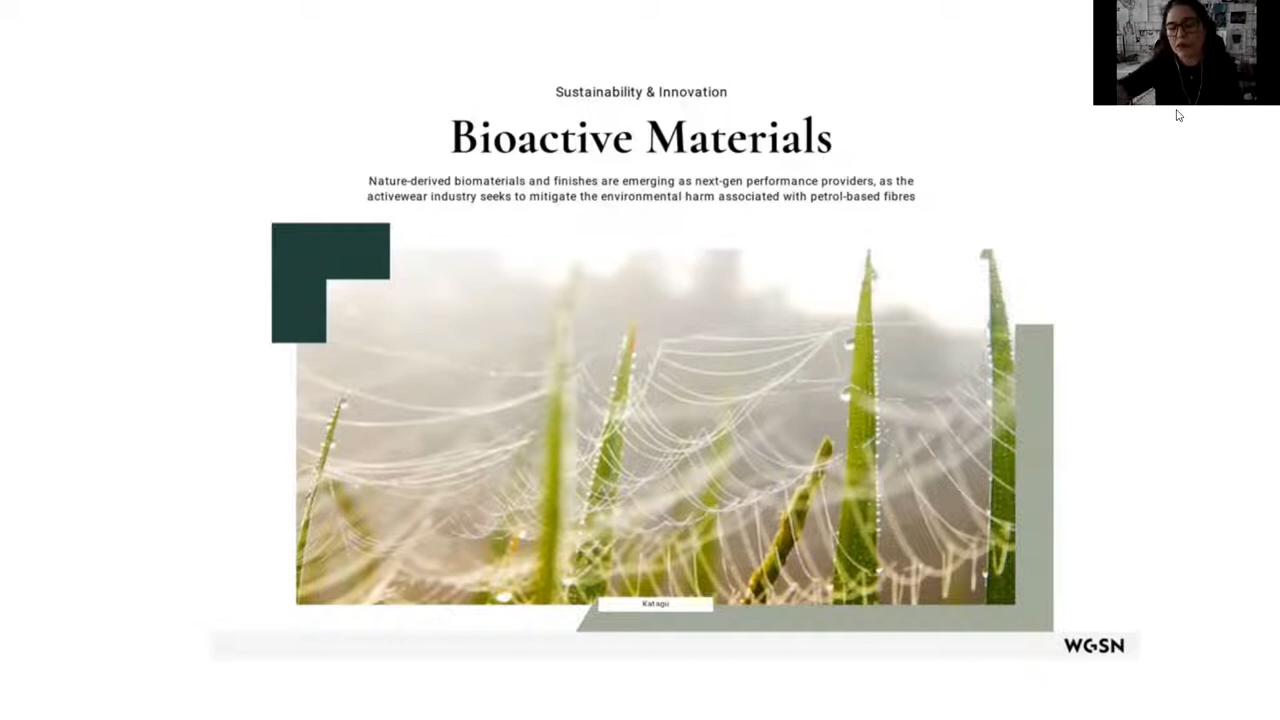 Sustainability & Innovation
Bioactive Materials
Nature-derived biomaterials and finishes are emerging as next-gen performance providers, as the
activewear industry seeks to mitigate the environmental harm associated with petrol-based fibres
Katagu
WGSN